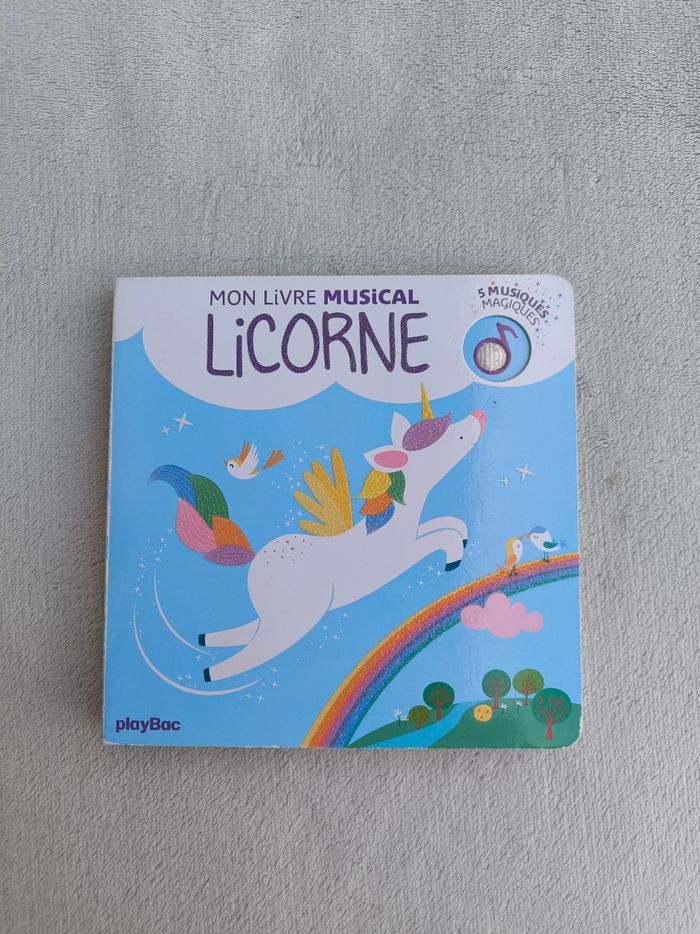 MON LiVRE MUSiCAL
LiCORNE
5 MUSiQUES
MAGiQUES
playBac